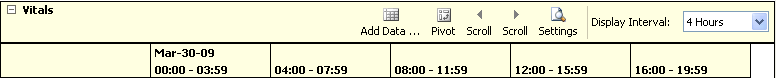 Vitals
Add Data ... Pivot Scroll Scroll Settings Display Interval: 4 Hours
Mar-30-09
00:00 - 03:59 04:00 - 07:59 08:00 - 11:59 12:00 - 15:59 16:00 - 19:59